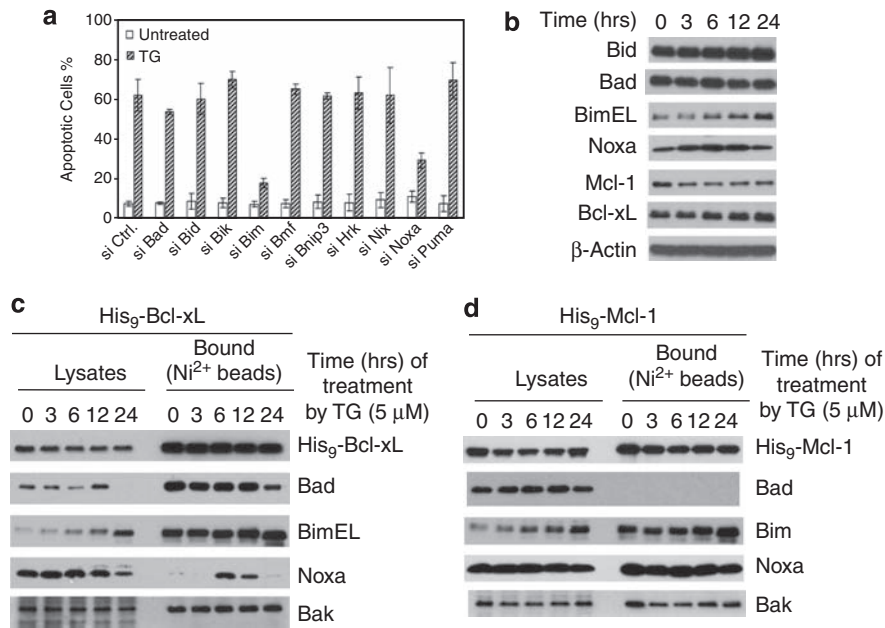 a
Apoptotic Cells %
100
80
60
40
20
0
Untreated
TG
si Ctrl.
si Bad
si Bid
si Bik
si Bim
si Bmf
si Bnip3
si Hrk
si Nix
si Noxa
si Puma
b
Time (hrs) 0 3 6 12 24
Bid
Bad
BimEL
Noxa
Mcl-1
Bcl-xL
β-Actin
c
His9-Bcl-xL
Lysates
Bound
(Ni2+ beads)
Time (hrs) of
treatment
by TG (5 μM)
0 3 6 12 24 0 3 6 12 24
His9-Bcl-xL
Bad
BimEL
Noxa
Bak
d
His9-Mcl-1
Lysates
Bound
(Ni2+ beads)
Time (hrs) of
treatment
by TG (5 μM)
0 3 6 12 24 0 3 6 12 24
His9-Mcl-1
Bad
Bim
Noxa
Bak